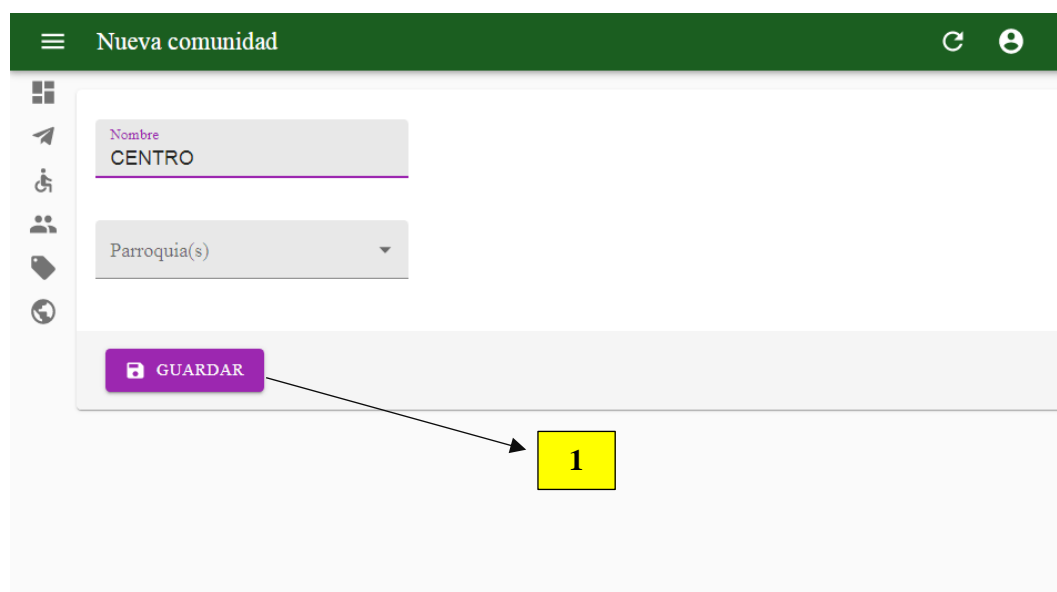 Nueva comunidad
Nombre
CENTRO
Parroquia(s)
GUARDAR
1